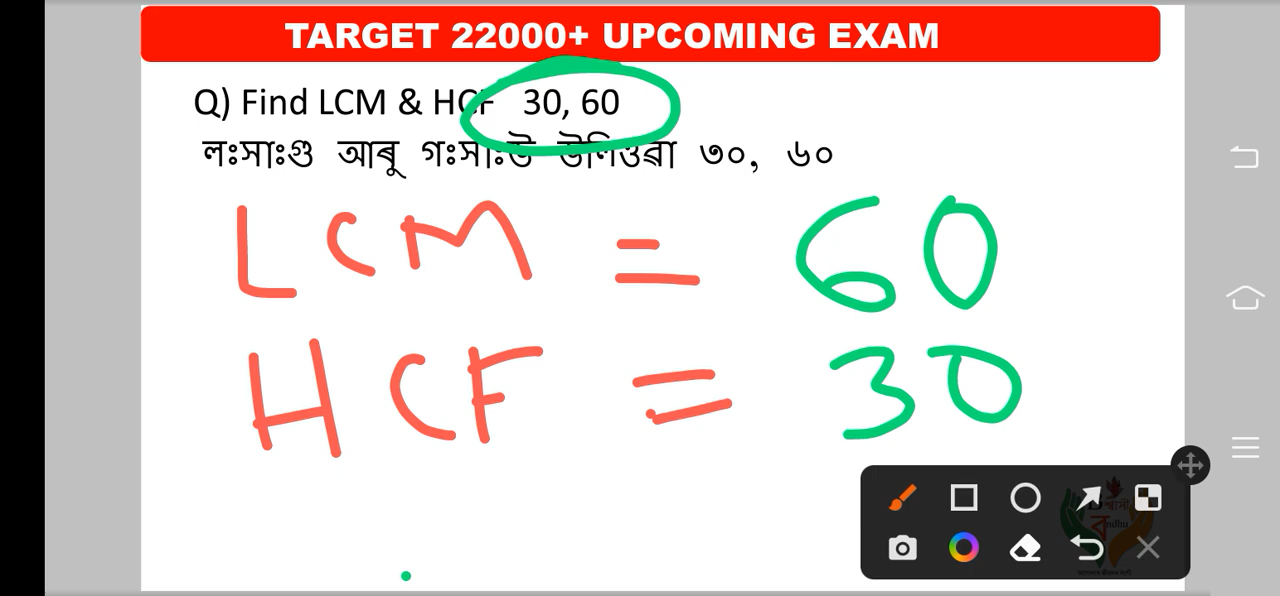 TARGET 22000+ UPCOMING EXAM
Q) Find LCM & HCF 30, 60
লঃসাঃগু আৰু গঃসাঃউ উলিওৱা ৩০, ৬০
LCM = 60
HCF = 30